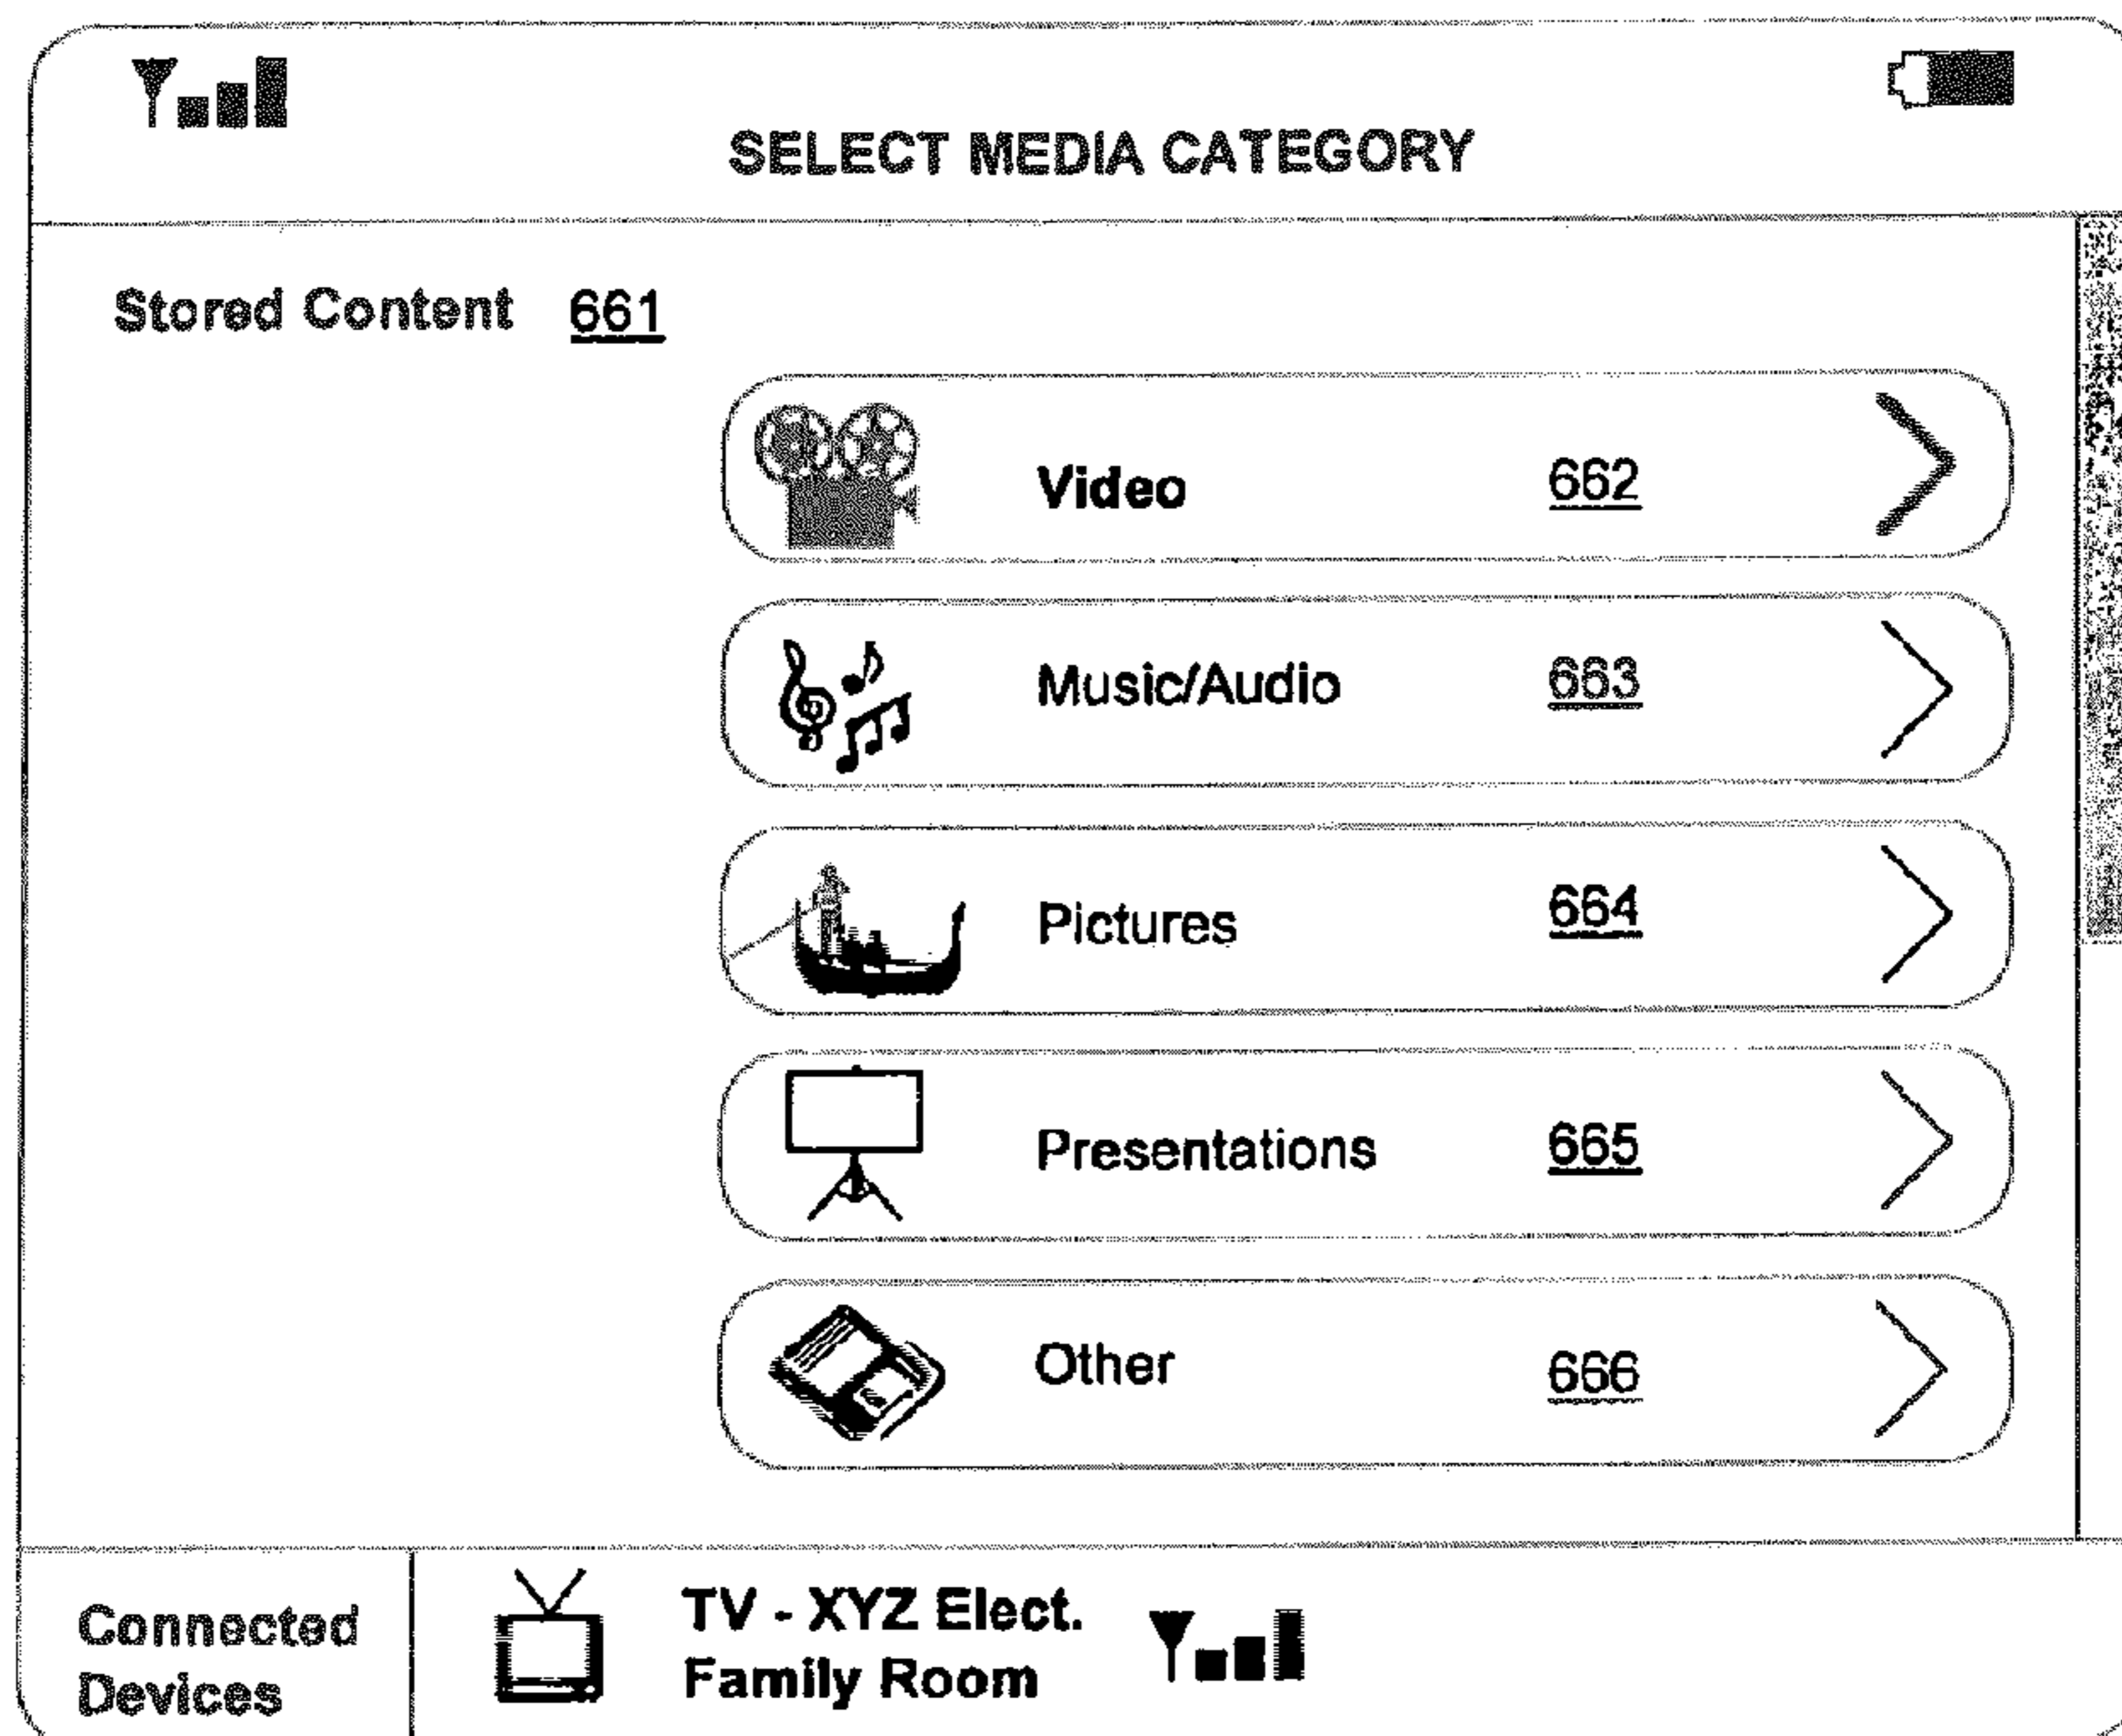 SELECT MEDIA CATEGORY
Stored Content 661
Video 662
Music/Audio 663
Pictures 664
Presentations 665
Other 666
Connected
Devices
TV - XYZ Elect.
Family Room